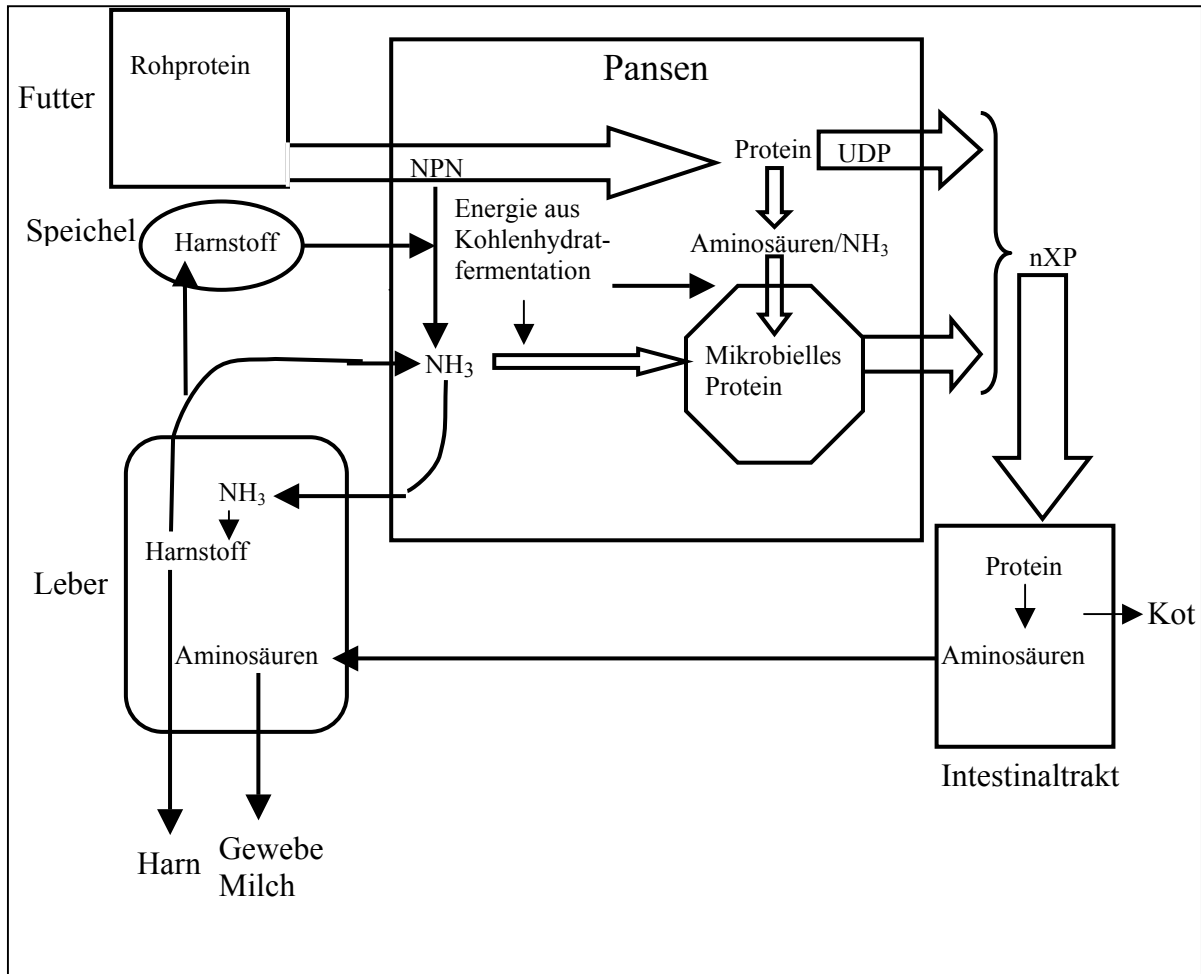 Rohprotein
Futter
Pansen
Protein
UDP
NPN
Speichel
Harnstoff
Energie aus
Kohlenhydrat-
fermentation
Aminosäuren/NH₃
nXP
NH₃
Mikrobielles
Protein
NH₃
Harnstoff
Leber
Aminosäuren
Protein
Kot
Aminosäuren
Intestinaltrakt
Harn
Gewebe
Milch